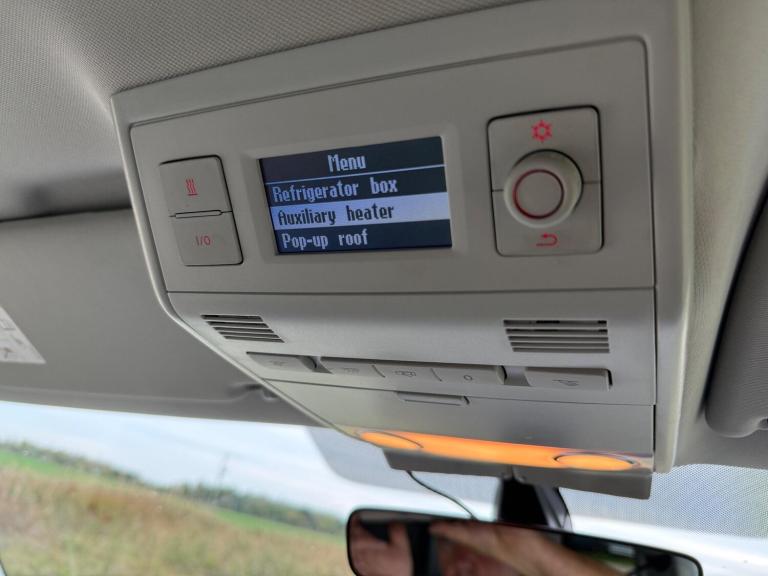 Menu
Refrigerator box
Auxiliary heater
Pop-up roof
I/O